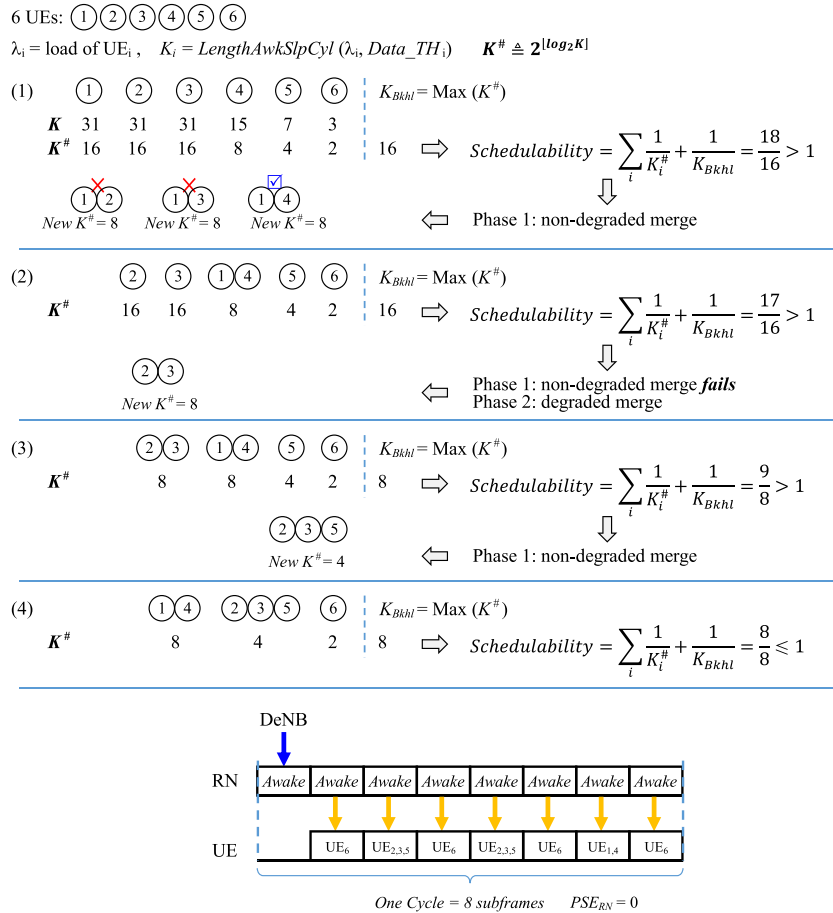 6 UEs: 1 2 3 4 5 6
λi = load of UEi , Ki = LengthAwkSlpCyl (λi, Data_THi) K# ≜ 2^⌊log2K⌋
(1) 1 2 3 4 5 6 KBkhl = Max (K#)
K 31 31 31 15 7 3
K# 16 16 16 8 4 2 16 ⇨ Schedulability = ∑i 1/Ki# + 1/KBkhl = 18/16 > 1
1 2 1 3 1 4
New K# = 8 New K# = 8 New K# = 8 Phase 1: non-degraded merge
(2) 2 3 1 4 5 6 KBkhl = Max (K#)
K# 16 16 8 4 2 16 ⇨ Schedulability = ∑i 1/Ki# + 1/KBkhl = 17/16 > 1
2 3
New K# = 8
Phase 1: non-degraded merge fails
Phase 2: degraded merge
(3) 2 3 1 4 5 6 KBkhl = Max (K#)
K# 8 8 4 2 8 ⇨ Schedulability = ∑i 1/Ki# + 1/KBkhl = 9/8 > 1
2 3 5
New K# = 4 Phase 1: non-degraded merge
(4) 1 4 2 3 5 6 KBkhl = Max (K#)
K# 8 4 2 8 ⇨ Schedulability = ∑i 1/Ki# + 1/KBkhl = 8/8 ⩽ 1
DeNB
RN Awake Awake Awake Awake Awake Awake Awake Awake
UE UE6 UE2,3,5 UE6 UE2,3,5 UE6 UE1,4 UE6
One Cycle = 8 subframes PSERN = 0